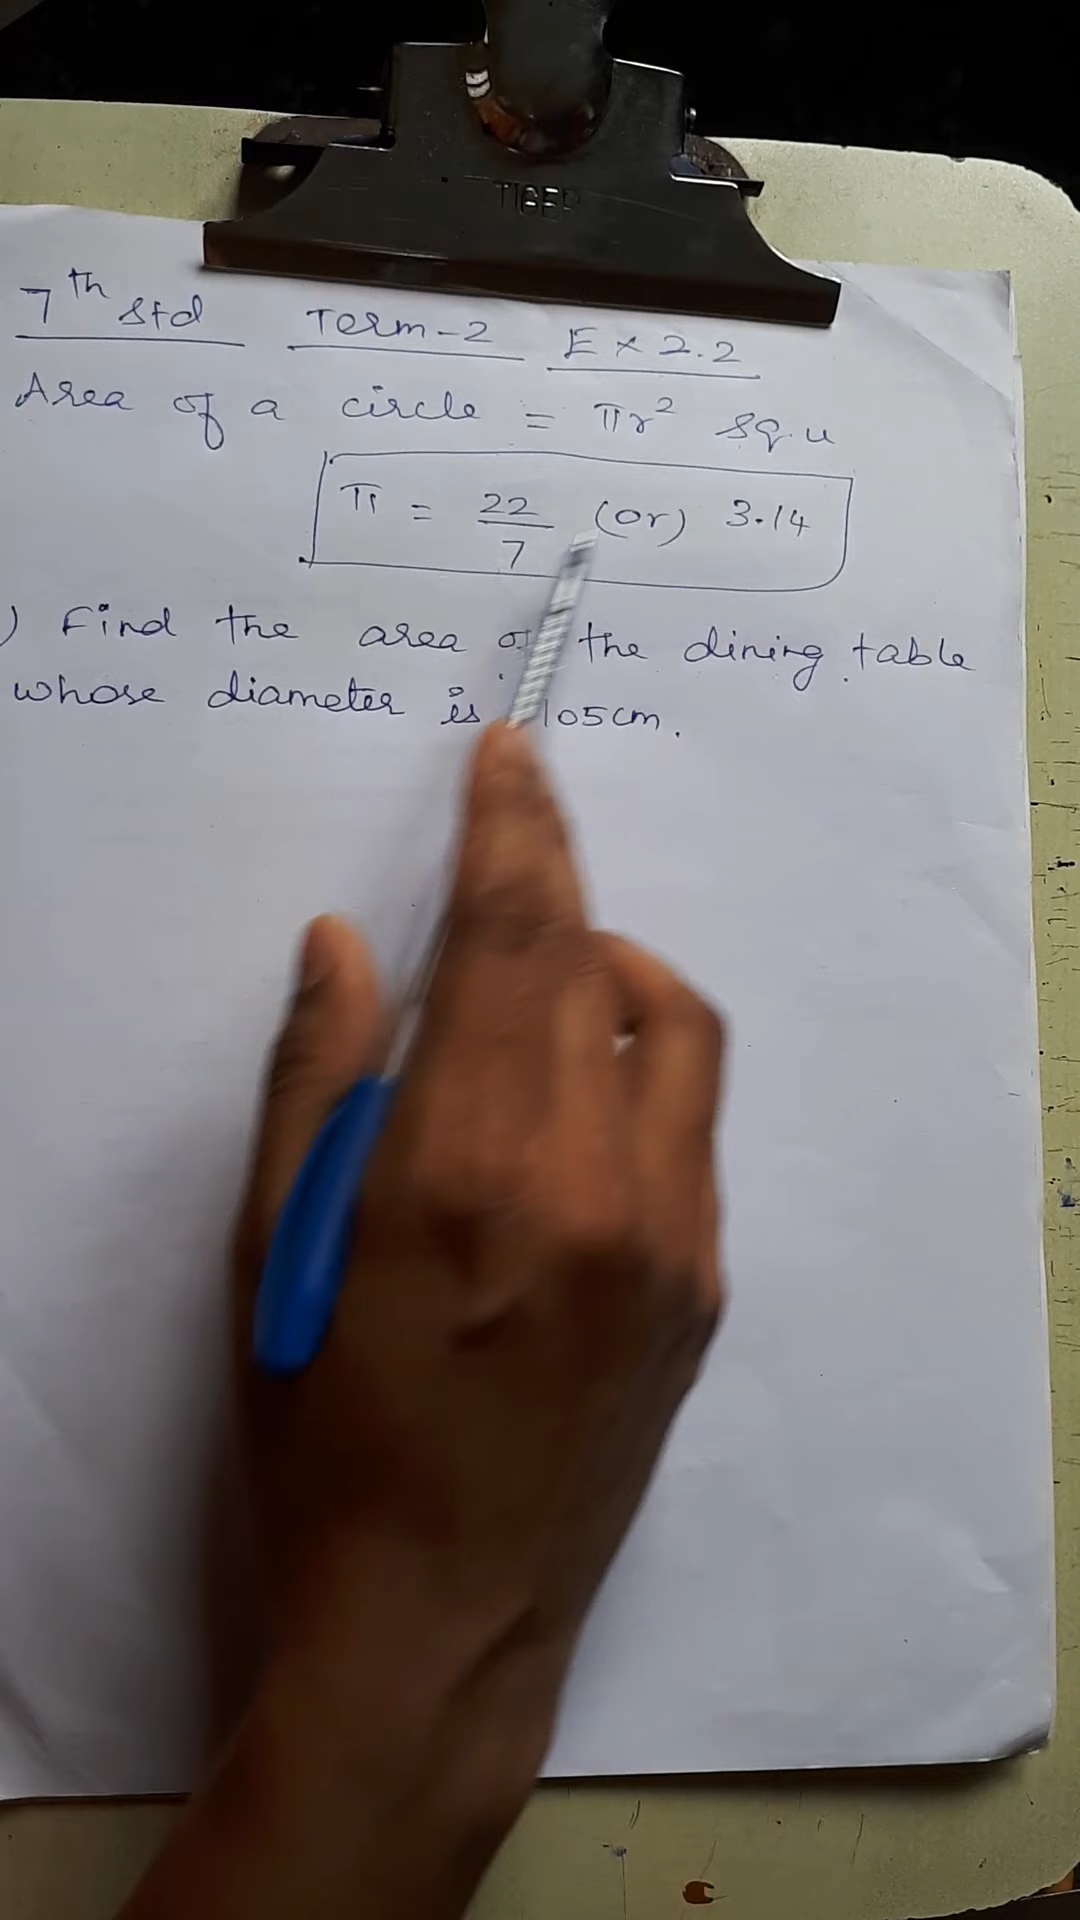 TIGER
7th std Term-2 Ex 2.2
Area of a circle = πr² sq.u
π = 22/7 (or) 3.14
) Find the area of the dining table
whose diameter is 105cm.